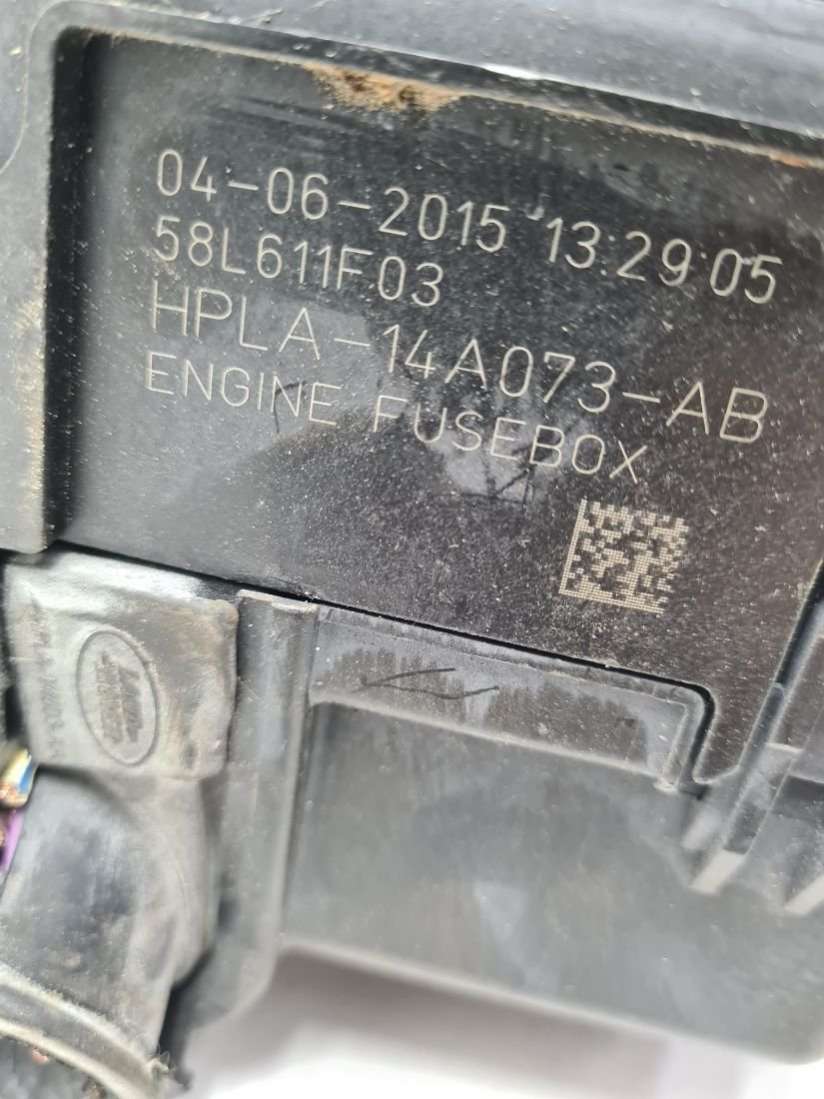 04-06-2015 13:29:05
58L611F03
HPLA-14A073-AB
ENGINE FUSEBOX